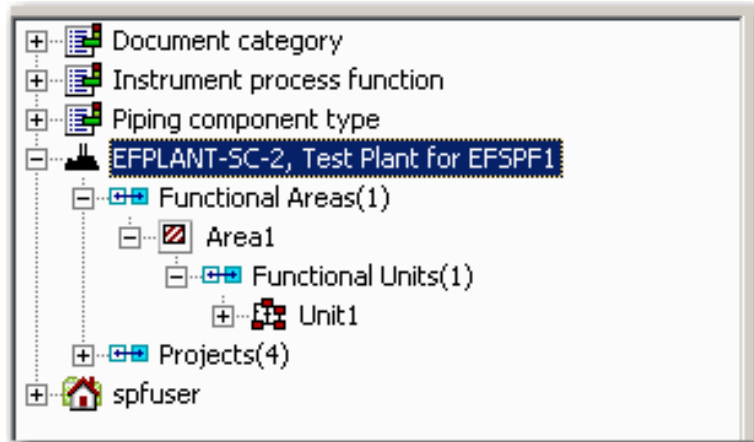 Document category
Instrument process function
Piping component type
EFPLANT-SC-2, Test Plant for EFSPF1
Functional Areas(1)
Area1
Functional Units(1)
Unit1
Projects(4)
spfuser